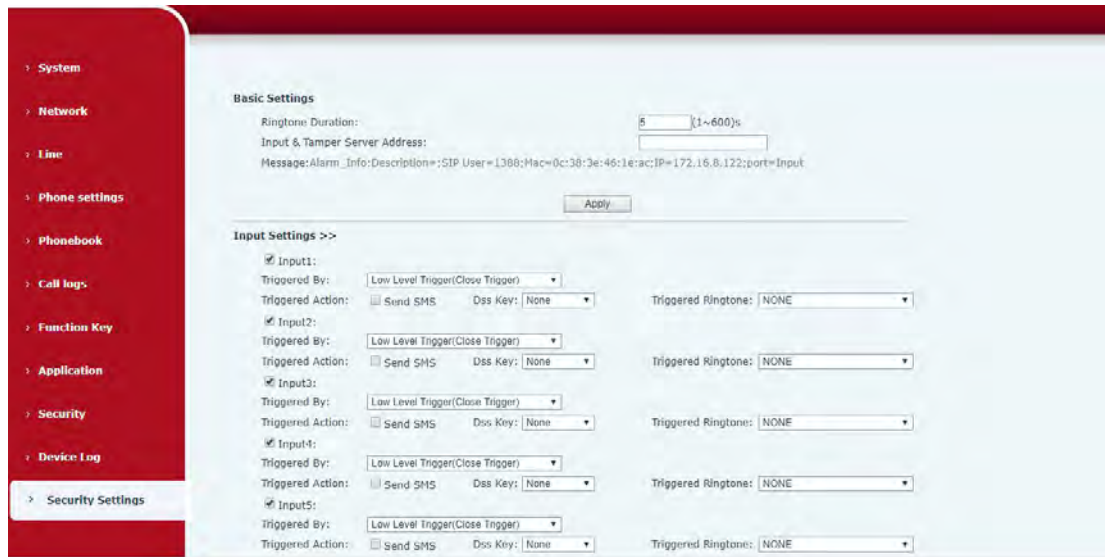 System
Network
Line
Phone settings
Phonebook
Call logs
Function Key
Application
Security
Device Log
Security Settings
Basic Settings
Ringtone Duration: 5 (1~600)s
Input & Tamper Server Address:
Message:Alarm_Info:Description=;SIP User=1388;Mac=0c:38:3e:46:1e:ac;IP=172.16.8.122;port=Input
Apply
Input Settings >>
Input1:
Triggered By: Low Level Trigger(Close Trigger)
Triggered Action: Send SMS Dss Key: None Triggered Ringtone: NONE
Input2:
Triggered By: Low Level Trigger(Close Trigger)
Triggered Action: Send SMS Dss Key: None Triggered Ringtone: NONE
Input3:
Triggered By: Low Level Trigger(Close Trigger)
Triggered Action: Send SMS Dss Key: None Triggered Ringtone: NONE
Input4:
Triggered By: Low Level Trigger(Close Trigger)
Triggered Action: Send SMS Dss Key: None Triggered Ringtone: NONE
Input5:
Triggered By: Low Level Trigger(Close Trigger)
Triggered Action: Send SMS Dss Key: None Triggered Ringtone: NONE